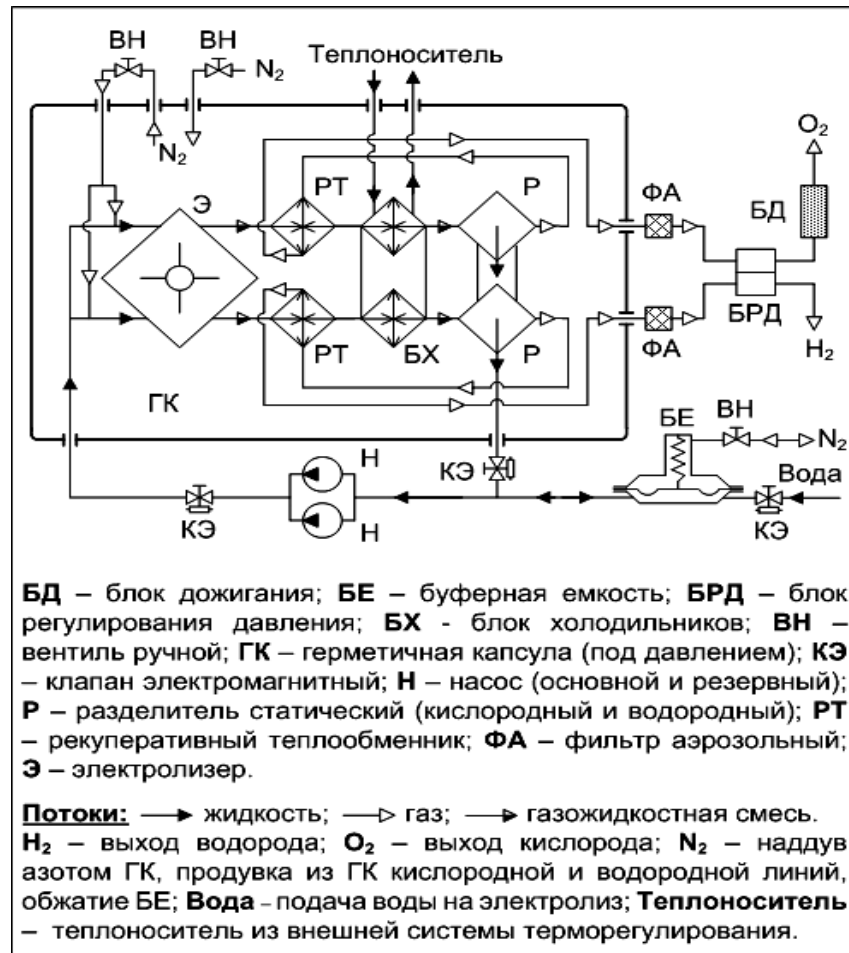 ВН
ВН
N₂
Теплоноситель
N₂
O₂
Э
РТ
Р
ФА
БД
БРД
РТ
БХ
Р
ФА
H₂
ГК
БЕ
ВН
N₂
Н
КЭ
Вода
КЭ
Н
КЭ
БД – блок дожигания; БЕ – буферная емкость; БРД – блок
регулирования давления; БХ - блок холодильников; ВН –
вентиль ручной; ГК – герметичная капсула (под давлением); КЭ
– клапан электромагнитный; Н – насос (основной и резервный);
Р – разделитель статический (кислородный и водородный); РТ
– рекуперативный теплообменник; ФА – фильтр аэрозольный;
Э – электролизер.
Потоки: жидкость; газ; газожидкостная смесь.
H₂ – выход водорода; O₂ – выход кислорода; N₂ – наддув
азотом ГК, продувка из ГК кислородной и водородной линий,
обжатие БЕ; Вода – подача воды на электролиз; Теплоноситель
– теплоноситель из внешней системы терморегулирования.